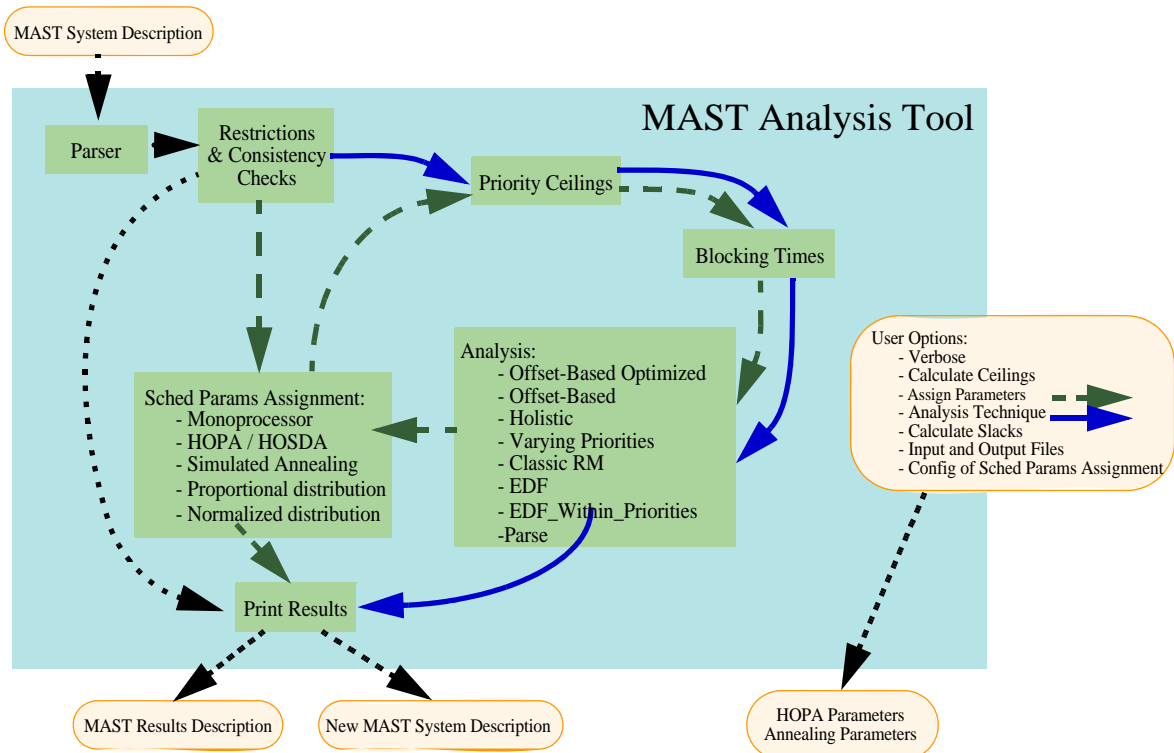 MAST System Description
MAST Analysis Tool
Parser
Restrictions
& Consistency
Checks
Priority Ceilings
Blocking Times
Sched Params Assignment:
- Monoprocessor
- HOPA / HOSDA
- Simulated Annealing
- Proportional distribution
- Normalized distribution
Analysis:
- Offset-Based Optimized
- Offset-Based
- Holistic
- Varying Priorities
- Classic RM
- EDF
- EDF_Within_Priorities
-Parse
User Options:
- Verbose
- Calculate Ceilings
- Assign Parameters
- Analysis Technique
- Calculate Slacks
- Input and Output Files
- Config of Sched Params Assignment
Print Results
MAST Results Description
New MAST System Description
HOPA Parameters
Annealing Parameters